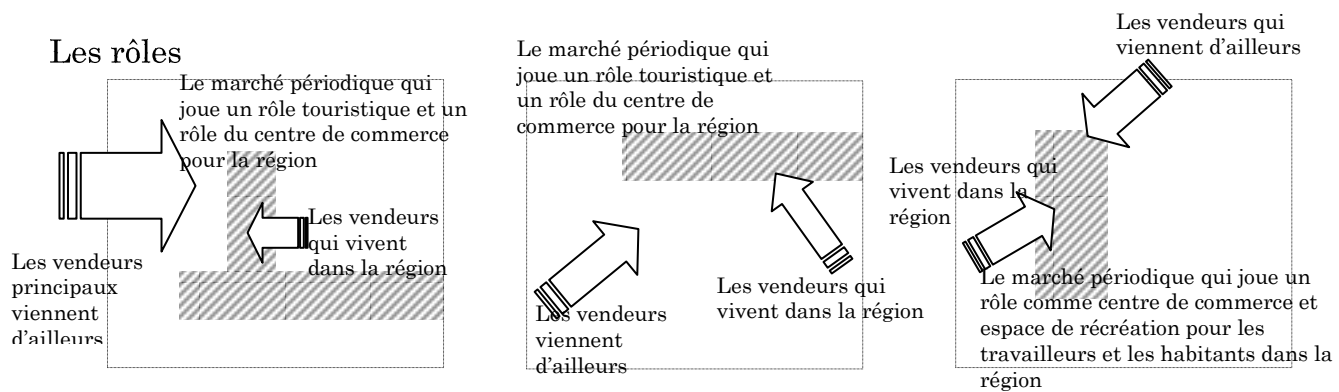 Les rôles
Le marché périodique qui
joue un rôle touristique et un
rôle du centre de commerce
pour la région
Les vendeurs
qui vivent
dans la région
Les vendeurs
principaux
viennent
d'ailleurs
Le marché périodique qui
joue un rôle touristique et
un rôle du centre de
commerce pour la région
Les vendeurs qui
vivent dans la région
Les vendeurs
viennent
d'ailleurs
Les vendeurs qui
viennent d'ailleurs
Les vendeurs qui
vivent dans la
région
Le marché périodique qui joue un
rôle comme centre de commerce et
espace de récréation pour les
travailleurs et les habitants dans la
région